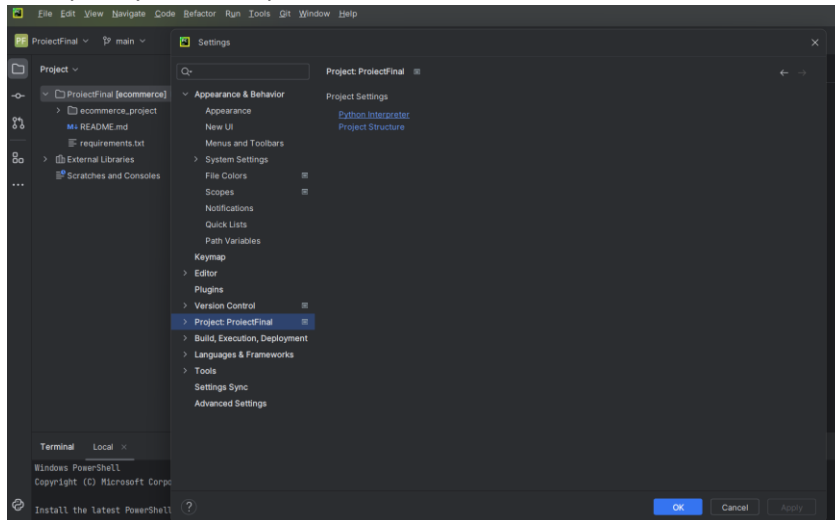 File Edit View Navigate Code Refactor Run Tools Git Window Help
PF ProiectFinal main
Project
ProiectFinal [ecommerce]
ecommerce_project
M↓ README.md
requirements.txt
External Libraries
Scratches and Consoles
Settings
Appearance & Behavior
Appearance
New UI
Menus and Toolbars
System Settings
File Colors
Scopes
Notifications
Quick Lists
Path Variables
Keymap
Editor
Plugins
Version Control
Project: ProiectFinal
Build, Execution, Deployment
Languages & Frameworks
Tools
Settings Sync
Advanced Settings
Project: ProiectFinal
Project Settings
Python Interpreter
Project Structure
Terminal Local
Windows PowerShell
Copyright (C) Microsoft Corpo
Install the latest PowerShell
? OK Cancel Apply